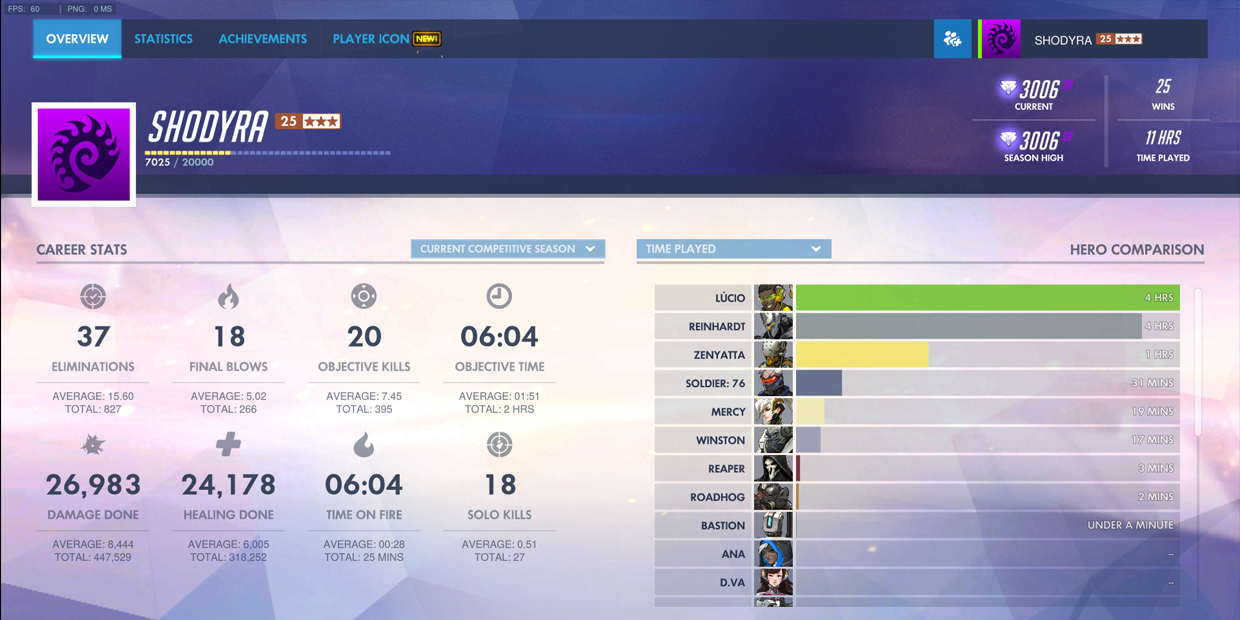 FPS: 60 | PNG: 0 MS
OVERVIEW STATISTICS ACHIEVEMENTS PLAYER ICON NEW! SHODYRA 25
SHODYRA 25
7025 / 20000
3006
CURRENT
25
WINS
3006
SEASON HIGH
11 HRS
TIME PLAYED
CAREER STATS CURRENT COMPETITIVE SEASON
37
ELIMINATIONS
AVERAGE: 15.60
TOTAL: 827
18
FINAL BLOWS
AVERAGE: 5.02
TOTAL: 266
20
OBJECTIVE KILLS
AVERAGE: 7.45
TOTAL: 395
06:04
OBJECTIVE TIME
AVERAGE: 01:51
TOTAL: 2 HRS
26,983
DAMAGE DONE
AVERAGE: 8,444
TOTAL: 447,529
24,178
HEALING DONE
AVERAGE: 6,005
TOTAL: 318,252
06:04
TIME ON FIRE
AVERAGE: 00:28
TOTAL: 25 MINS
18
SOLO KILLS
AVERAGE: 0.51
TOTAL: 27
TIME PLAYED HERO COMPARISON
LÚCIO 4 HRS
REINHARDT 4 HRS
ZENYATTA 1 HRS
SOLDIER: 76 31 MINS
MERCY 19 MINS
WINSTON 17 MINS
REAPER 3 MINS
ROADHOG 2 MINS
BASTION UNDER A MINUTE
ANA --
D.VA --